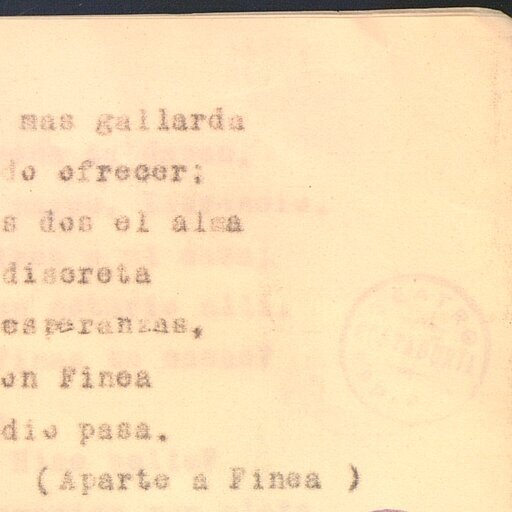 mas gallarda
do ofrecer;
s dos el alma
discreta
esperanzas,
on Finea
dio pasa.
(Aparte a Finea )